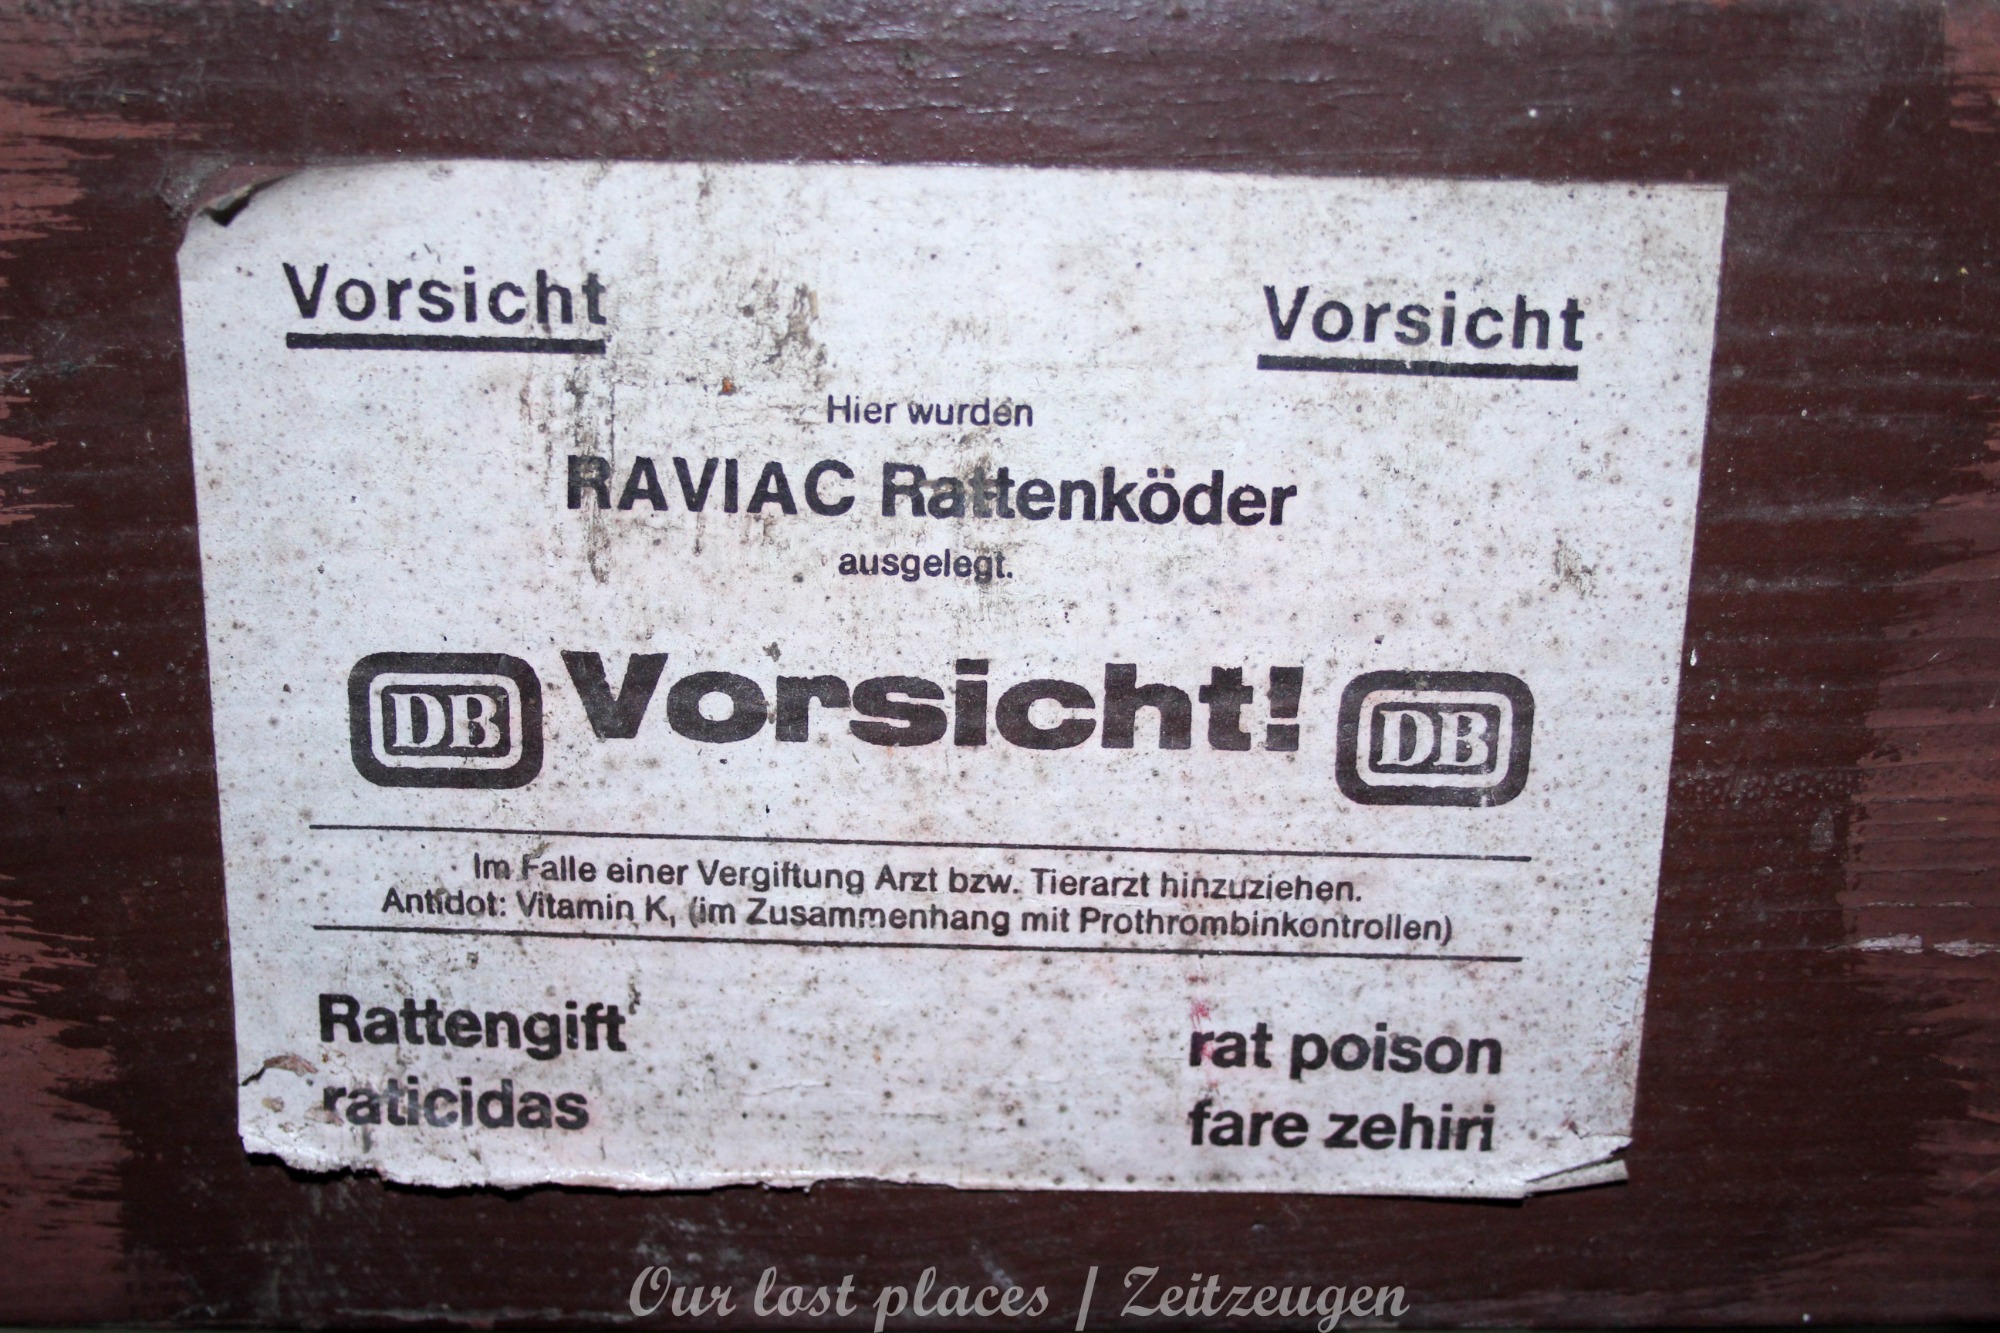 Vorsicht Vorsicht
Hier wurden
RAVIAC Rattenköder
ausgelegt.
DB Vorsicht! DB
Im Falle einer Vergiftung Arzt bzw. Tierarzt hinzuziehen.
Antidot: Vitamin K, (im Zusammenhang mit Prothrombinkontrollen)
Rattengift rat poison
raticidas fare zehiri
Our lost places / Zeitzeugen